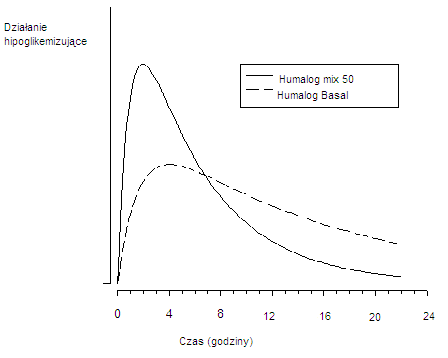 Działanie
hipoglikemizujące
Humalog mix 50
Humalog Basal
0 4 8 12 16 20 24
Czas (godziny)